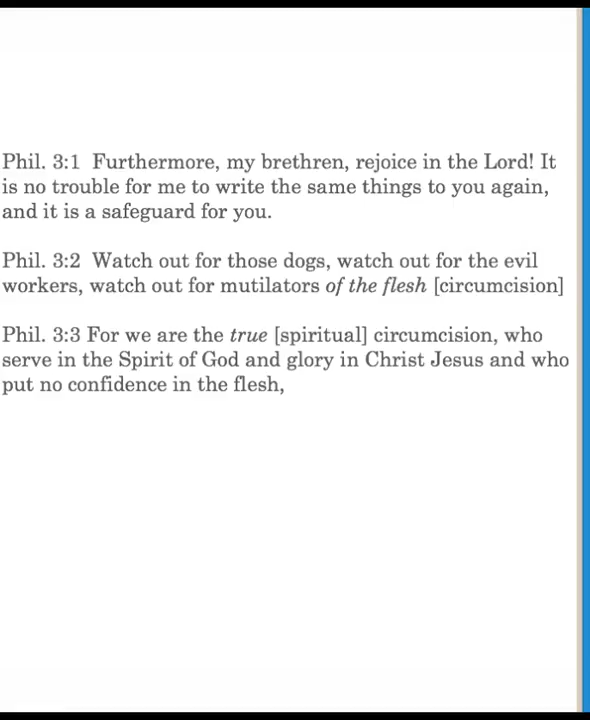 Phil. 3:1  Furthermore, my brethren, rejoice in the Lord! It
is no trouble for me to write the same things to you again,
and it is a safeguard for you.
Phil. 3:2  Watch out for those dogs, watch out for the evil
workers, watch out for mutilators of the flesh [circumcision]
Phil. 3:3 For we are the true [spiritual] circumcision, who
serve in the Spirit of God and glory in Christ Jesus and who
put no confidence in the flesh,